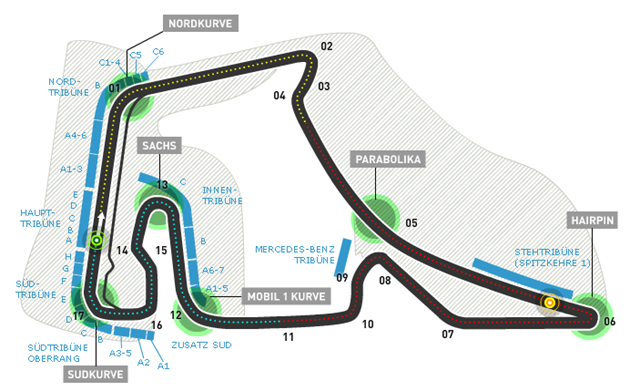 NORDKURVE
C6
C5
C1-4
NORD-
TRIBÜNE
B
01
02
03
04
A4-6
A1-3
SACHS
13
C
INNEN-
TRIBÜNE
B
A6-7
A1-5
PARABOLIKA
05
HAIRPIN
E
D
C
B
A
HAUPT-
TRIBÜNE
14
15
MERCEDES-BENZ
TRIBÜNE
STEHTRIBÜNE
(SPITZKEHRE 1)
H
G
F
E
D
C
B
SÜD-
TRIBÜNE
09
08
MOBIL 1 KURVE
17
16
12
11
10
07
06
ZUSATZ SUD
SÜDTRIBÜNE
OBERRANG
A3-5
A2
A1
SUDKURVE